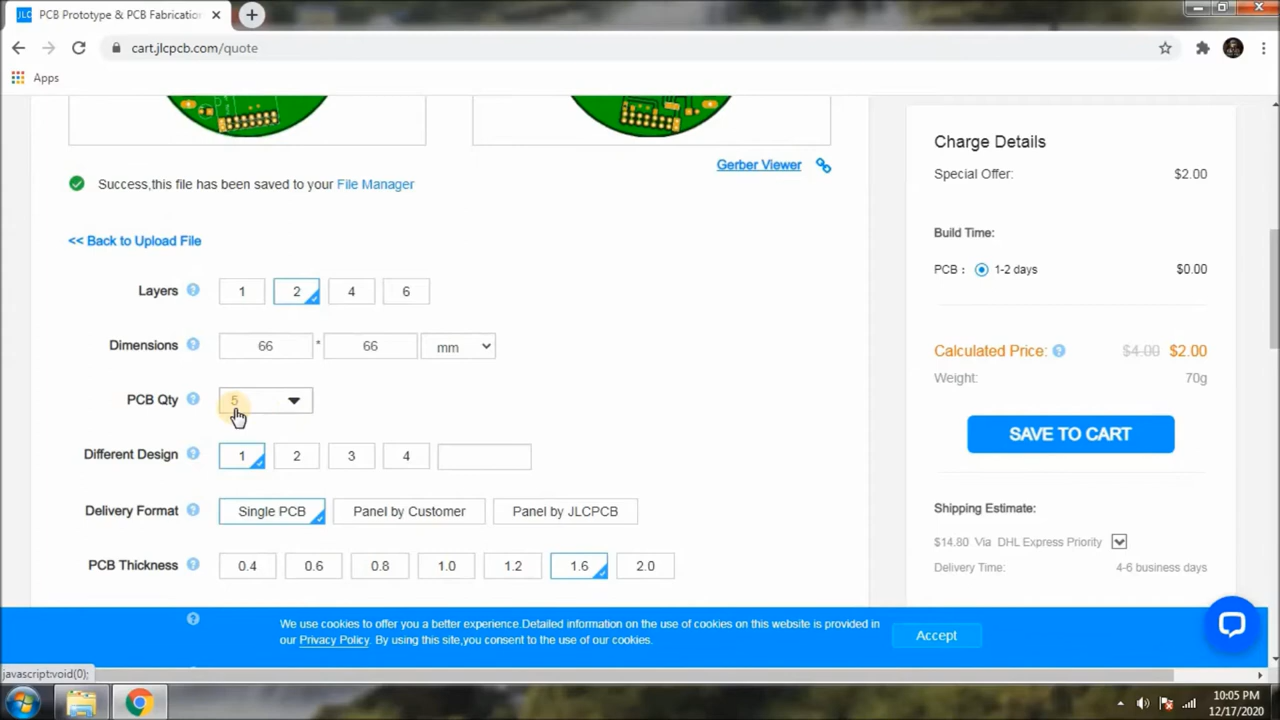 JLC PCB Prototype & PCB Fabrication
cart.jlcpcb.com/quote
Apps
Gerber Viewer
Success,this file has been saved to your File Manager
<< Back to Upload File
Layers ? 1 2 4 6
Dimensions ? 66 * 66 mm
PCB Qty ? 5
Different Design ? 1 2 3 4
Delivery Format ? Single PCB Panel by Customer Panel by JLCPCB
PCB Thickness ? 0.4 0.6 0.8 1.0 1.2 1.6 2.0
?
Charge Details
Special Offer: $2.00
Build Time:
PCB : 1-2 days $0.00
Calculated Price: ? $4.00 $2.00
Weight: 70g
SAVE TO CART
Shipping Estimate:
$14.80 Via DHL Express Priority
Delivery Time: 4-6 business days
We use cookies to offer you a better experience.Detailed information on the use of cookies on this website is provided in
our Privacy Policy. By using this site,you consent to the use of our cookies.
Accept
javascript:void(0);
10:05 PM
12/17/2020